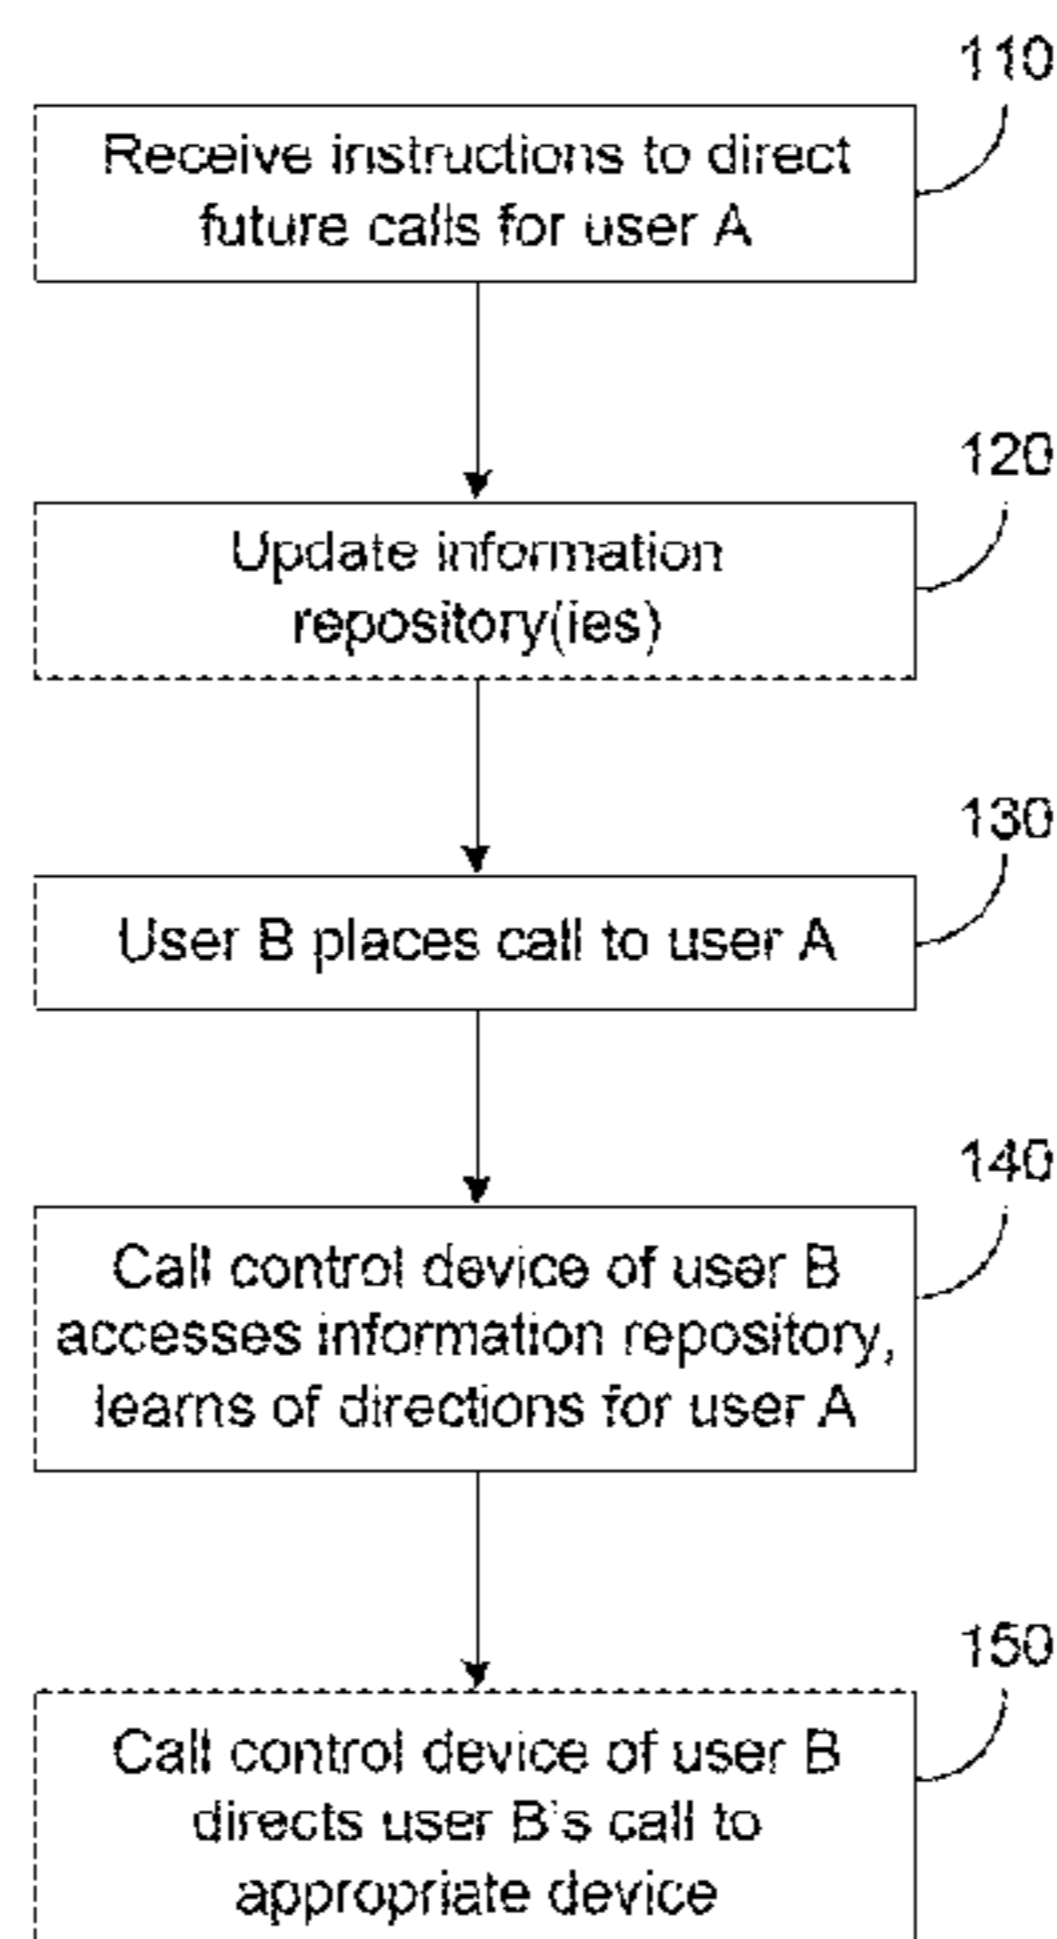 110
Receive instructions to direct
future calls for user A
120
Update information
repository(ies)
130
User B places call to user A
140
Call control device of user B
accesses information repository,
learns of directions for user A
150
Call control device of user B
directs user B's call to
appropriate device